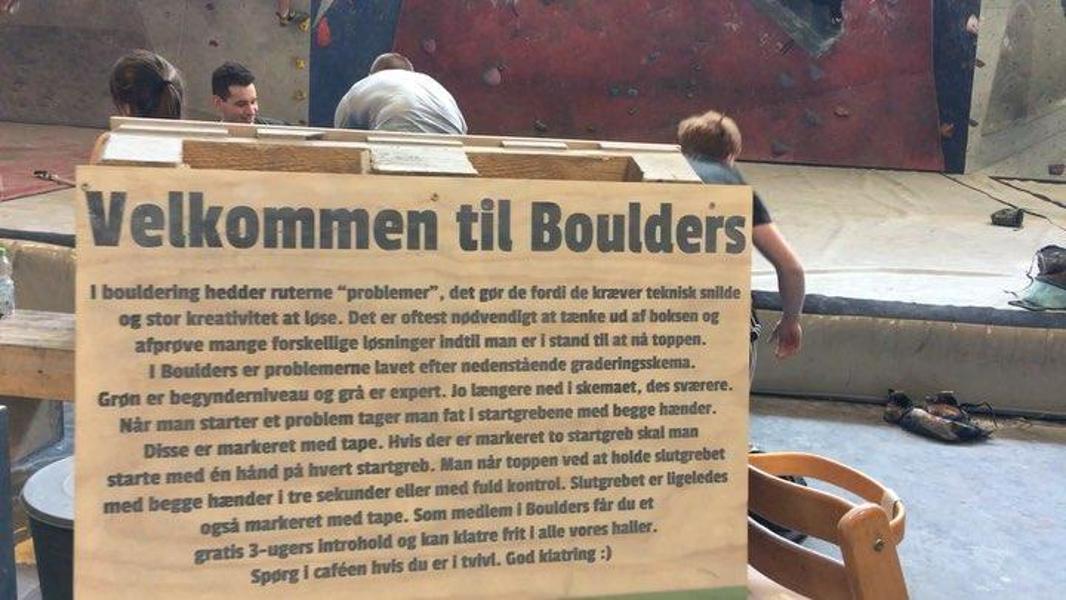 Velkommen til Boulders
I bouldering hedder ruterne “problemer”, det gør de fordi de kræver teknisk snilde
og stor kreativitet at løse. Det er oftest nødvendigt at tænke ud af boksen og
afprøve mange forskellige løsninger indtil man er i stand til at nå toppen.
I Boulders er problemerne lavet efter nedenstående graderingsskema.
Grøn er begynderniveau og grå er expert. Jo længere ned i skemaet, des sværere.
Når man starter et problem tager man fat i startgrebene med begge hænder.
Disse er markeret med tape. Hvis der er markeret to startgreb skal man
starte med én hånd på hvert startgreb. Man når toppen ved at holde slutgrebet
med begge hænder i tre sekunder eller med fuld kontrol. Slutgrebet er ligeledes
også markeret med tape. Som medlem i Boulders får du et
gratis 3-ugers introhold og kan klatre frit i alle vores haller.
Spørg i caféen hvis du er i tvivl. God klatring :)